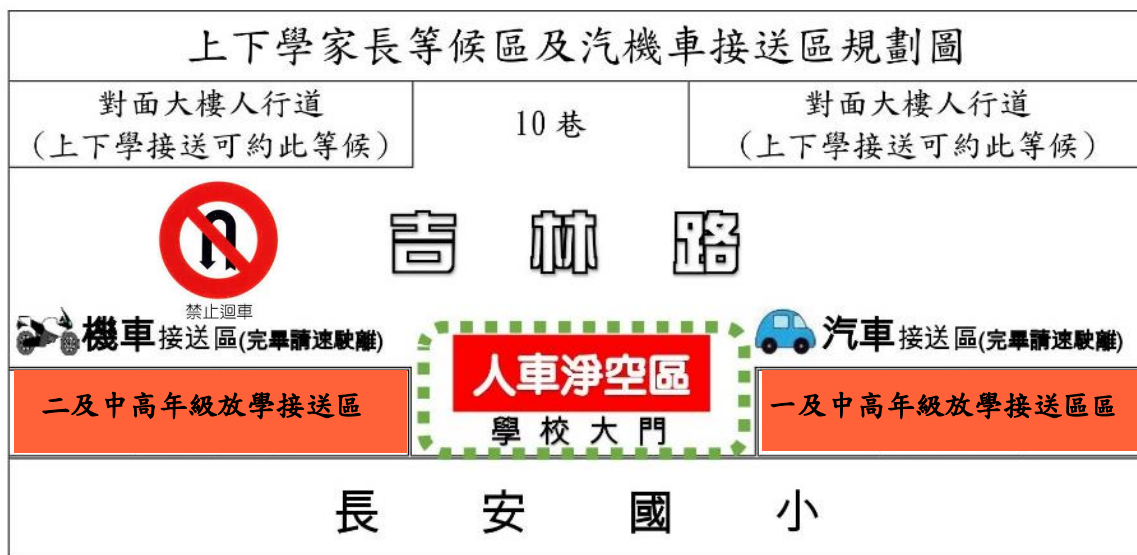 上下學家長等候區及汽機車接送區規劃圖
對面大樓人行道
(上下學接送可約此等候)
10 巷
對面大樓人行道
(上下學接送可約此等候)
吉 林 路
禁止迴車
機車接送區(完畢請速駛離)
汽車接送區(完畢請速駛離)
二及中高年級放學接送區
人車淨空區
學校大門
一及中高年級放學接送區區
長 安 國 小